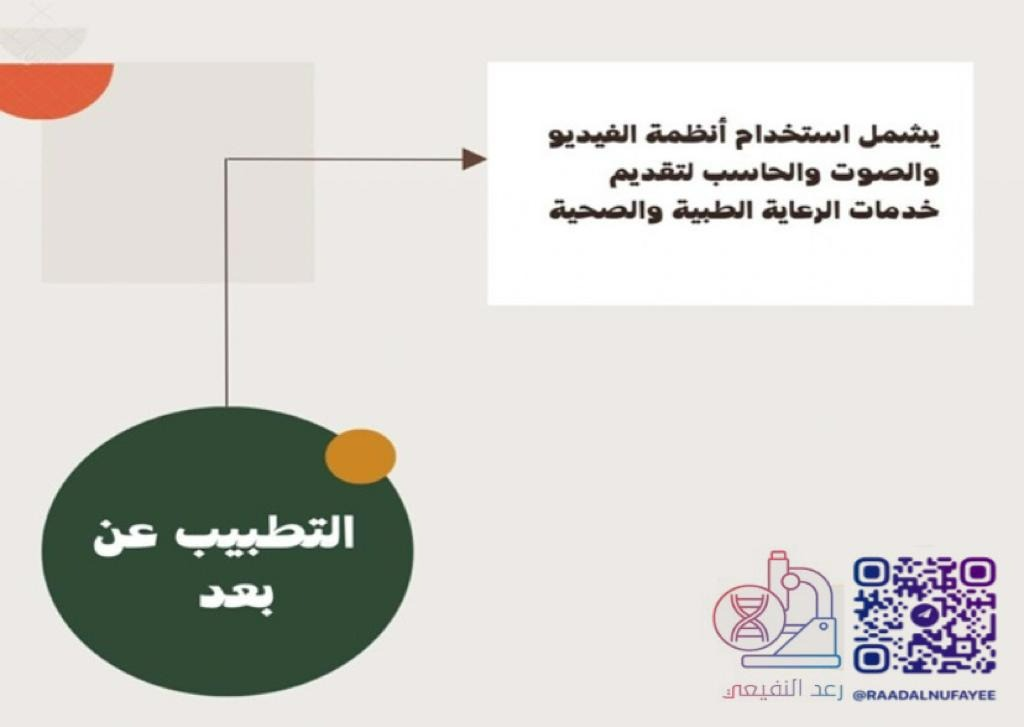 يشمل استخدام أنظمة الفيديو
والصوت والحاسب لتقديم
خدمات الرعاية الطبية والصحية
التطبيب عن
بعد
رعد النفيعي
@RAADALNUFAYEE